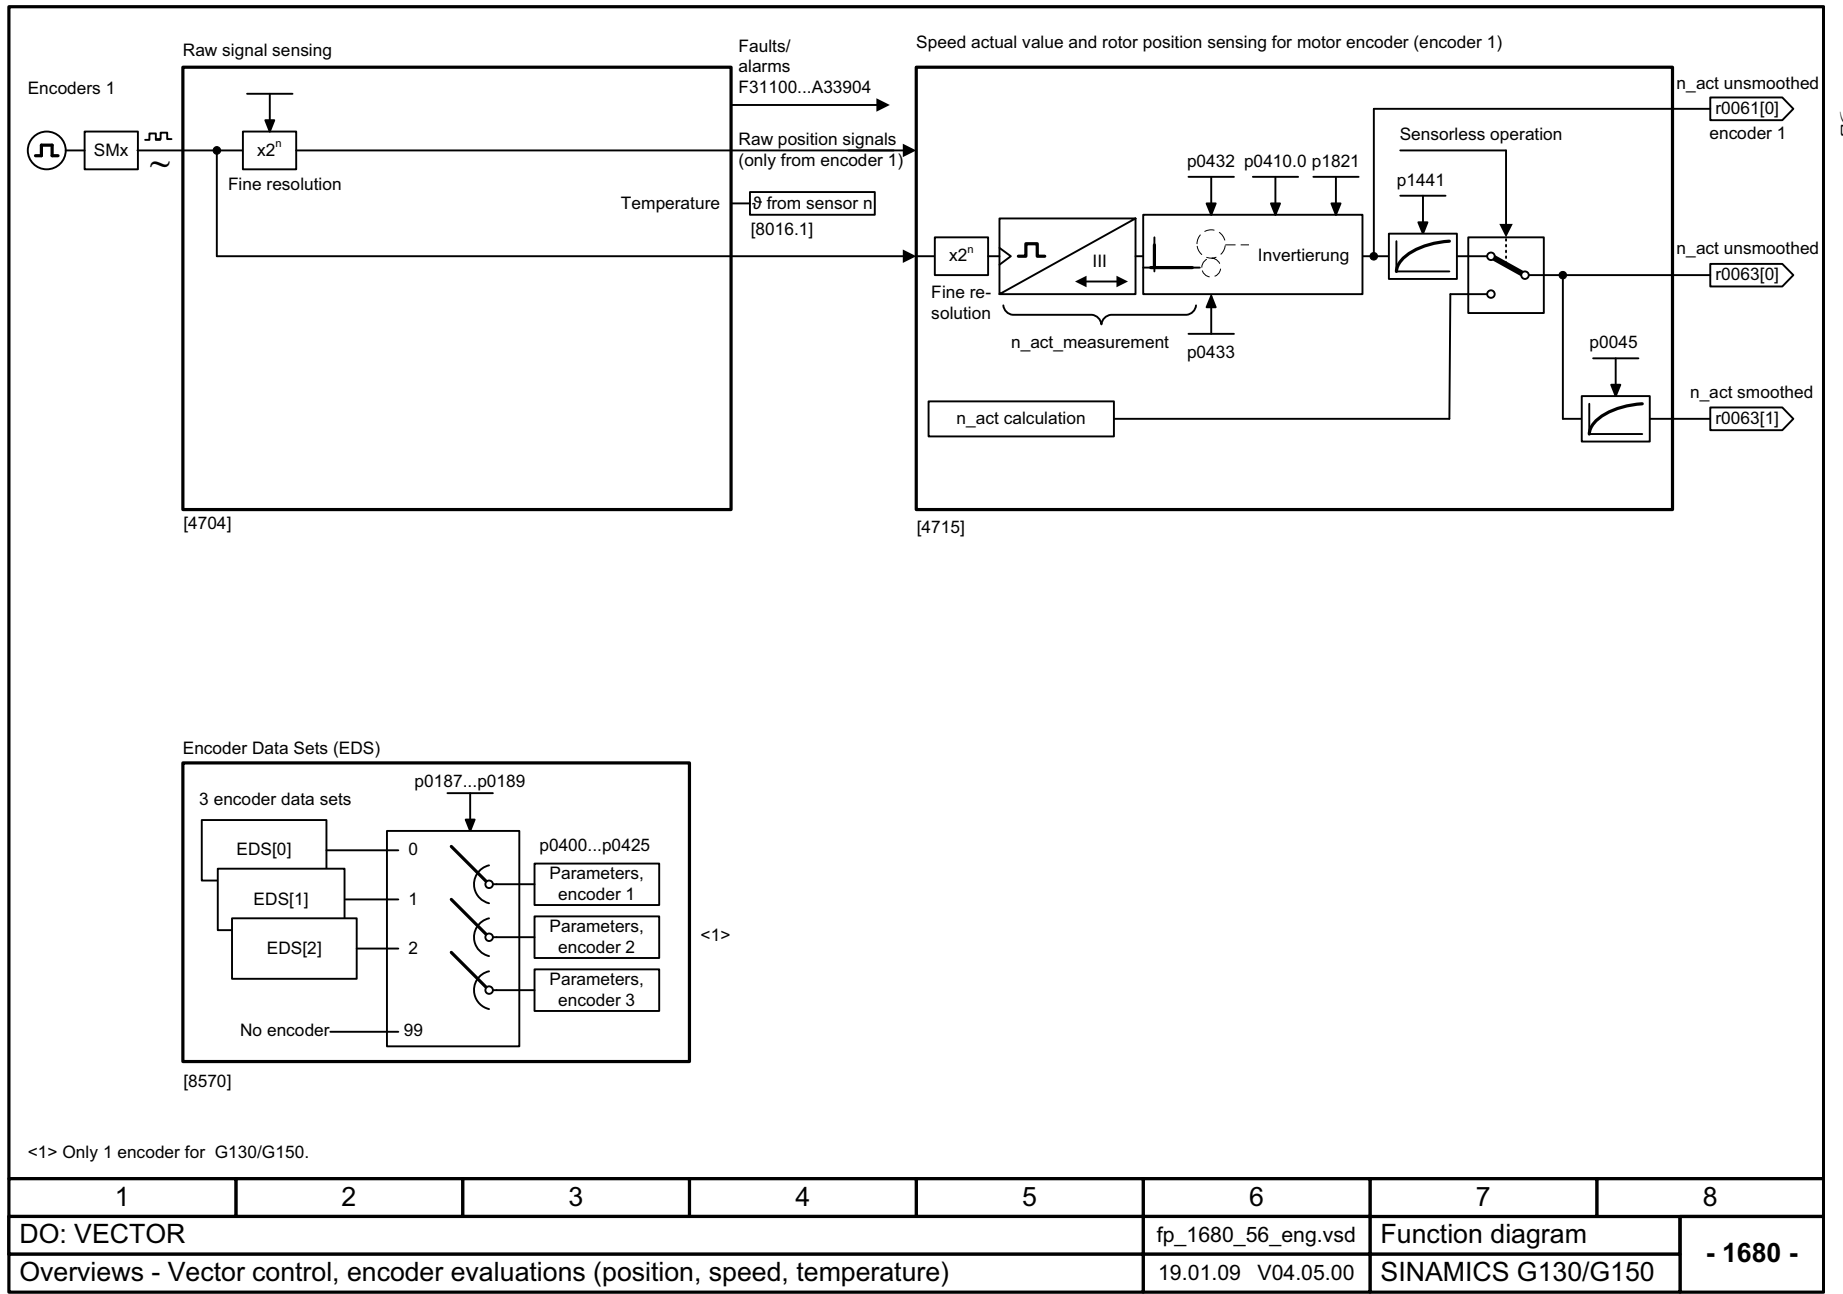 Raw signal sensing
Encoders 1
SMx
x2ⁿ
Fine resolution
Faults/
alarms
F31100...A33904
Raw position signals
(only from encoder 1)
Temperature
ϑ from sensor n
[8016.1]
[4704]
Speed actual value and rotor position sensing for motor encoder (encoder 1)
n_act unsmoothed
r0061[0]
encoder 1
Sensorless operation
p0432 p0410.0 p1821
p1441
x2ⁿ
III
Invertierung
Fine re-
solution
n_act_measurement
p0433
n_act unsmoothed
r0063[0]
p0045
n_act smoothed
r0063[1]
n_act calculation
[4715]
Encoder Data Sets (EDS)
3 encoder data sets
p0187...p0189
EDS[0]
0
EDS[1]
1
EDS[2]
2
No encoder
99
p0400...p0425
Parameters,
encoder 1
Parameters,
encoder 2
Parameters,
encoder 3
<1>
[8570]
<1> Only 1 encoder for  G130/G150.
1 2 3 4 5 6 7 8
DO: VECTOR
fp_1680_56_eng.vsd
Function diagram
- 1680 -
Overviews - Vector control, encoder evaluations (position, speed, temperature)
19.01.09 V04.05.00
SINAMICS G130/G150